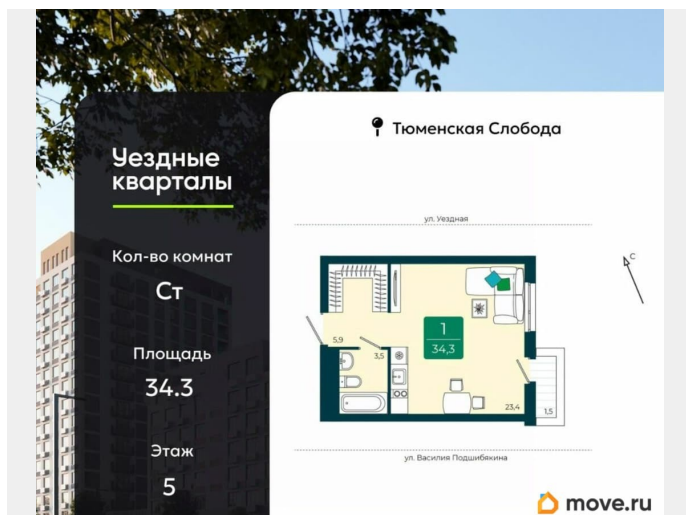 Уездные
кварталы
Кол-во комнат
Ст
Площадь
34.3
Этаж
5
Тюменская Слобода
ул. Уездная
С
1
34,3
5,9
3,5
23,4
1,5
ул. Василия Подшибякина
move.ru